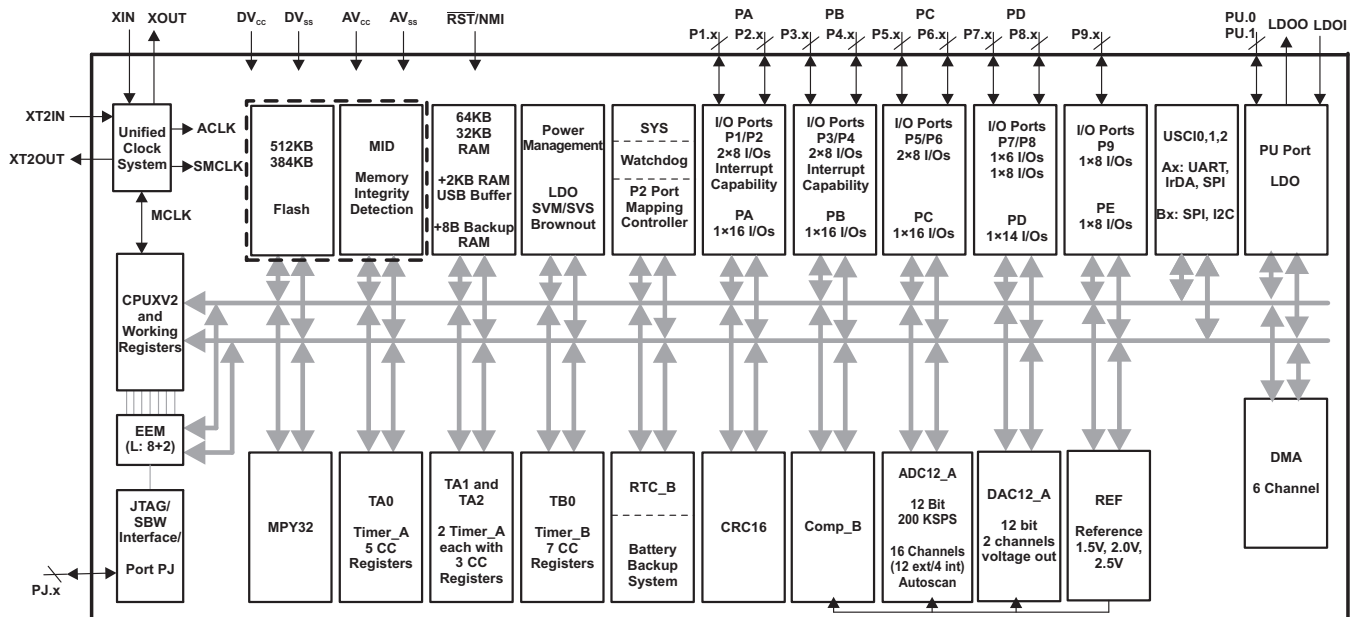 XIN XOUT
DVCC DVSS AVCC AVSS
RST/NMI
PA PB PC PD
P1.x P2.x P3.x P4.x P5.x P6.x P7.x P8.x P9.x
PU.0
PU.1
LDOO LDOI
XT2IN
XT2OUT
Unified
Clock
System
ACLK
SMCLK
MCLK
512KB
384KB
Flash
MID
Memory
Integrity
Detection
64KB
32KB
RAM
+2KB RAM
USB Buffer
+8B Backup
RAM
Power
Management
LDO
SVM/SVS
Brownout
SYS
Watchdog
P2 Port
Mapping
Controller
I/O Ports
P1/P2
2×8 I/Os
Interrupt
Capability
PA
1×16 I/Os
I/O Ports
P3/P4
2×8 I/Os
Interrupt
Capability
PB
1×16 I/Os
I/O Ports
P5/P6
2×8 I/Os
PC
1×16 I/Os
I/O Ports
P7/P8
1×6 I/Os
1×8 I/Os
PD
1×14 I/Os
I/O Ports
P9
1×8 I/Os
PE
1×8 I/Os
USCI0,1,2
Ax: UART,
IrDA, SPI
Bx: SPI, I2C
PU Port
LDO
CPUXV2
and
Working
Registers
EEM
(L: 8+2)
JTAG/
SBW
Interface/
Port PJ
PJ.x
MPY32
TA0
Timer_A
5 CC
Registers
TA1 and
TA2
2 Timer_A
each with
3 CC
Registers
TB0
Timer_B
7 CC
Registers
RTC_B
Battery
Backup
System
CRC16
Comp_B
ADC12_A
12 Bit
200 KSPS
16 Channels
(12 ext/4 int)
Autoscan
DAC12_A
12 bit
2 channels
voltage out
REF
Reference
1.5V, 2.0V,
2.5V
DMA
6 Channel